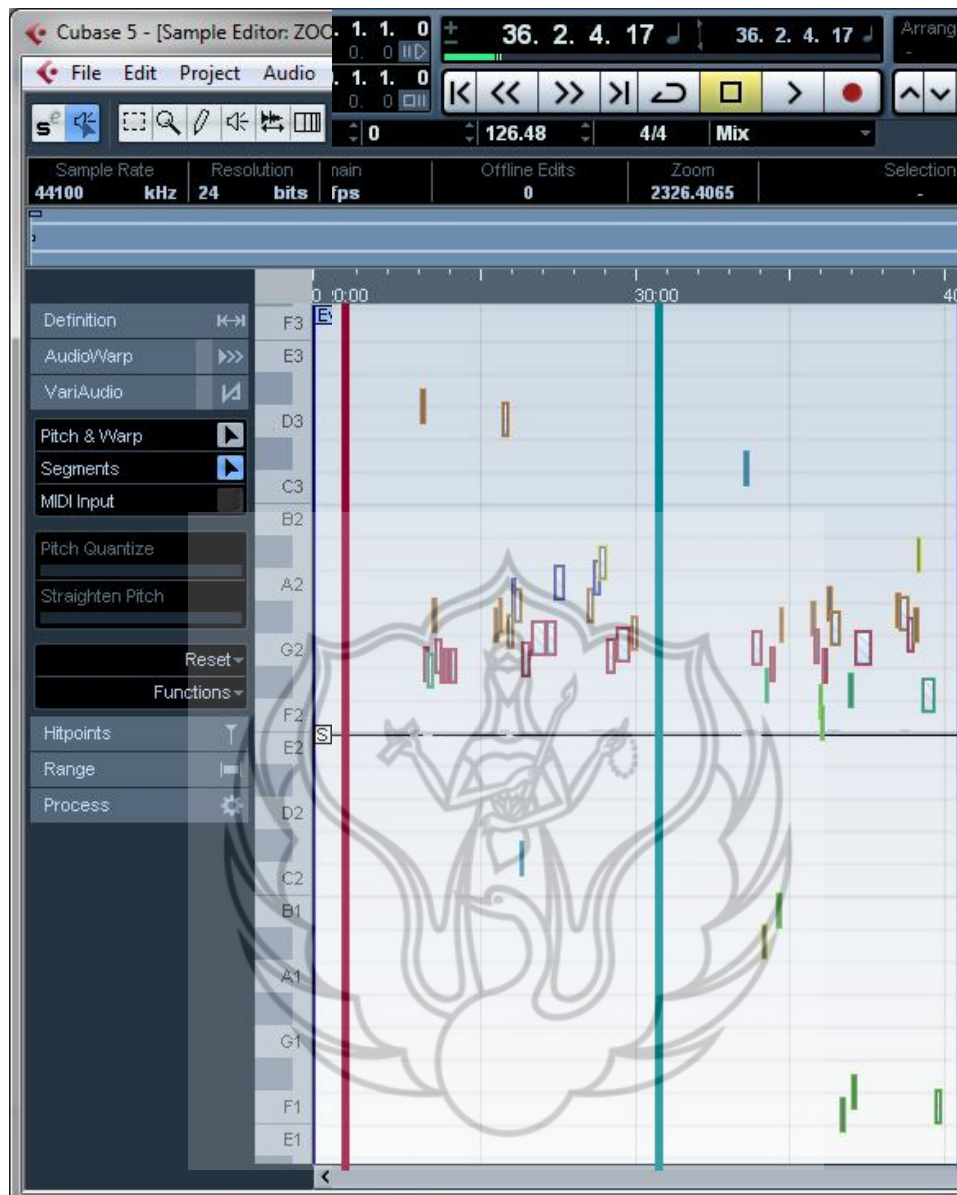 Cubase 5 - [Sample Editor: ZOO
File Edit Project Audio
1. 1. 0
0. 0
1. 1. 0
0. 0
36. 2. 4. 17
36. 2. 4. 17
Arrang
-
0 126.48 4/4 Mix
Sample Rate Resolution main Offline Edits Zoom Selection
44100 kHz 24 bits fps 0 2326.4065 -
30:00
Definition
AudioWarp
VariAudio
Pitch & Warp
Segments
MIDI Input
Pitch Quantize
Straighten Pitch
Reset
Functions
Hitpoints
Range
Process
F3
E3
D3
C3
B2
A2
G2
F2
E2
D2
C2
B1
A1
G1
F1
E1
S